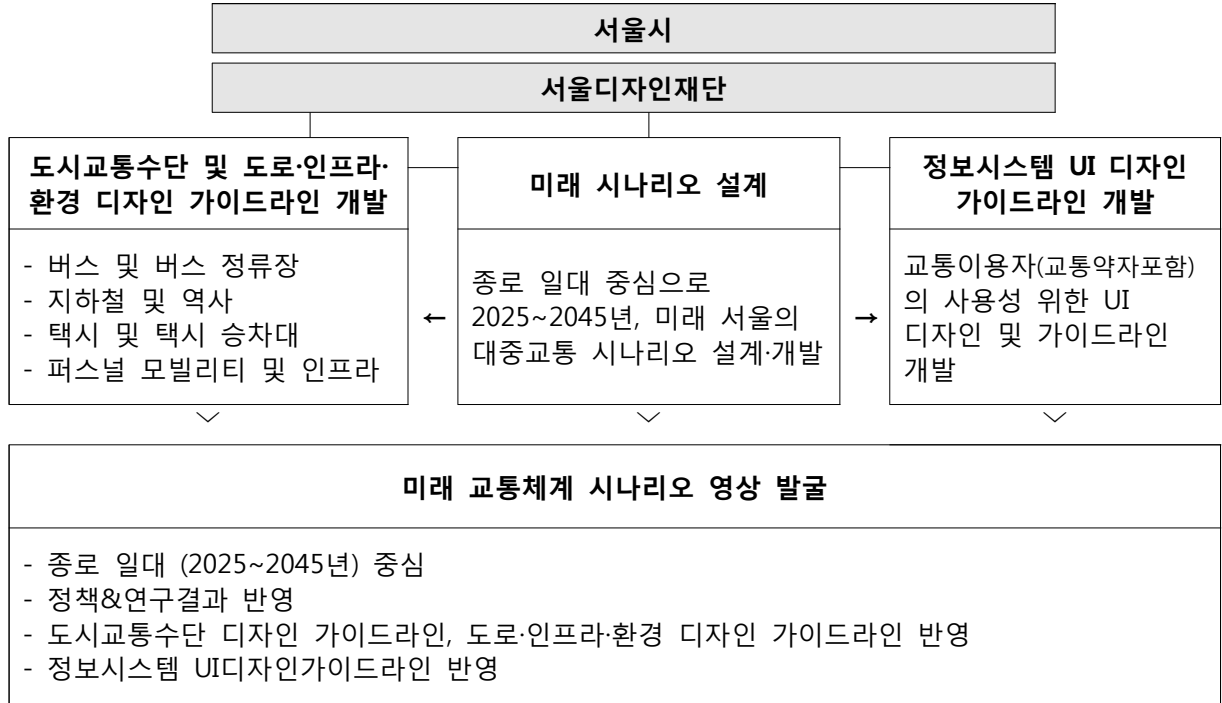 서울시
서울디자인재단
도시교통수단 및 도로·인프라·
환경 디자인 가이드라인 개발
- 버스 및 버스 정류장
- 지하철 및 역사
- 택시 및 택시 승차대
- 퍼스널 모빌리티 및 인프라
←
미래 시나리오 설계
종로 일대 중심으로
2025~2045년, 미래 서울의
대중교통 시나리오 설계·개발
→
정보시스템 UI 디자인
가이드라인 개발
교통이용자(교통약자포함)
의 사용성 위한 UI
디자인 및 가이드라인
개발
미래 교통체계 시나리오 영상 발굴
- 종로 일대 (2025~2045년) 중심
- 정책&연구결과 반영
- 도시교통수단 디자인 가이드라인, 도로·인프라·환경 디자인 가이드라인 반영
- 정보시스템 UI디자인가이드라인 반영